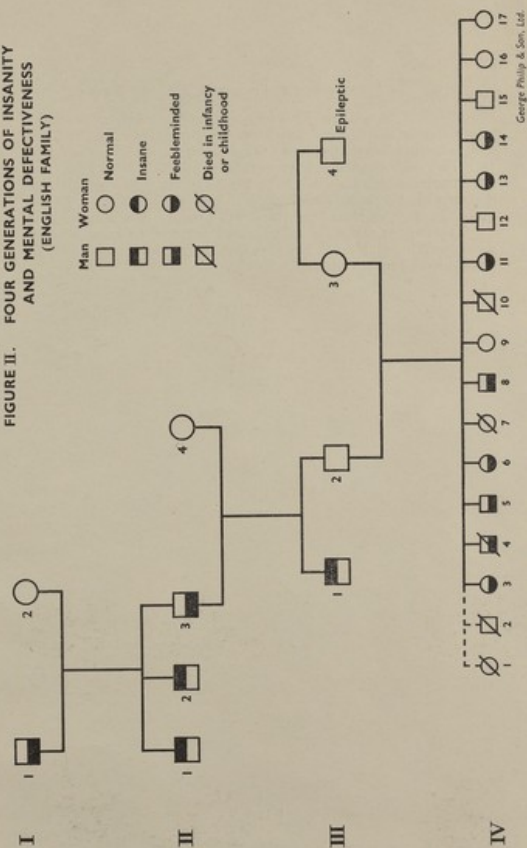 FIGURE II. FOUR GENERATIONS OF INSANITY
AND MENTAL DEFECTIVENESS
(ENGLISH FAMILY)
Man Woman
Normal
Insane
Feebleminded
Died in infancy
or childhood
I
1 2
II
1 2 3 4
III
1 2 3 4 Epileptic
IV
1 2 3 4 5 6 7 8 9 10 11 12 13 14 15 16 17
George Philip & Son, Ltd.